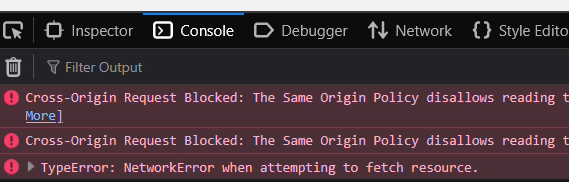 Inspector Console Debugger Network {} Style Edito
Filter Output
Cross-Origin Request Blocked: The Same Origin Policy disallows reading t
More]
Cross-Origin Request Blocked: The Same Origin Policy disallows reading t
TypeError: NetworkError when attempting to fetch resource.